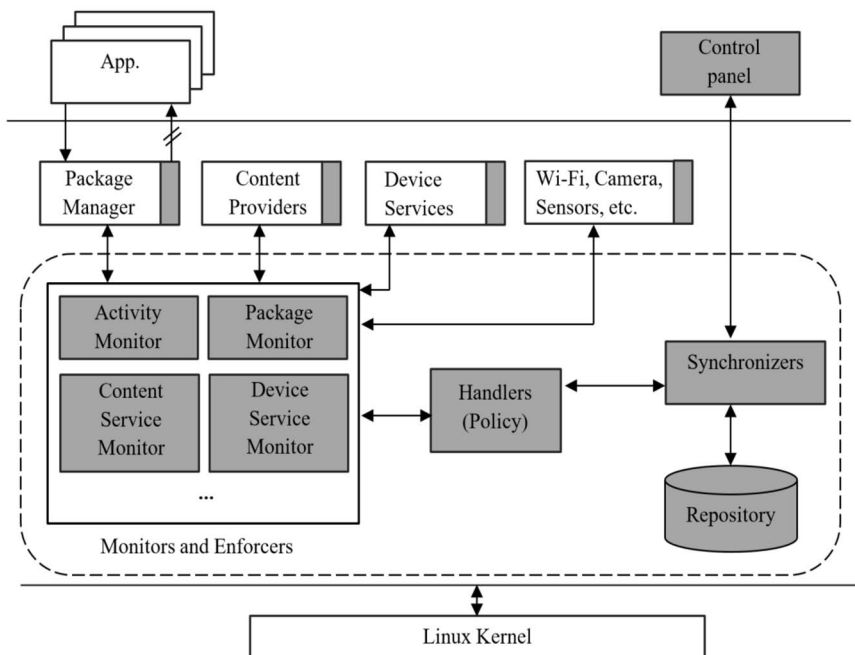 App.
Control
panel
Package
Manager
Content
Providers
Device
Services
Wi-Fi, Camera,
Sensors, etc.
Activity
Monitor
Package
Monitor
Content
Service
Monitor
Device
Service
Monitor
...
Monitors and Enforcers
Handlers
(Policy)
Synchronizers
Repository
Linux Kernel